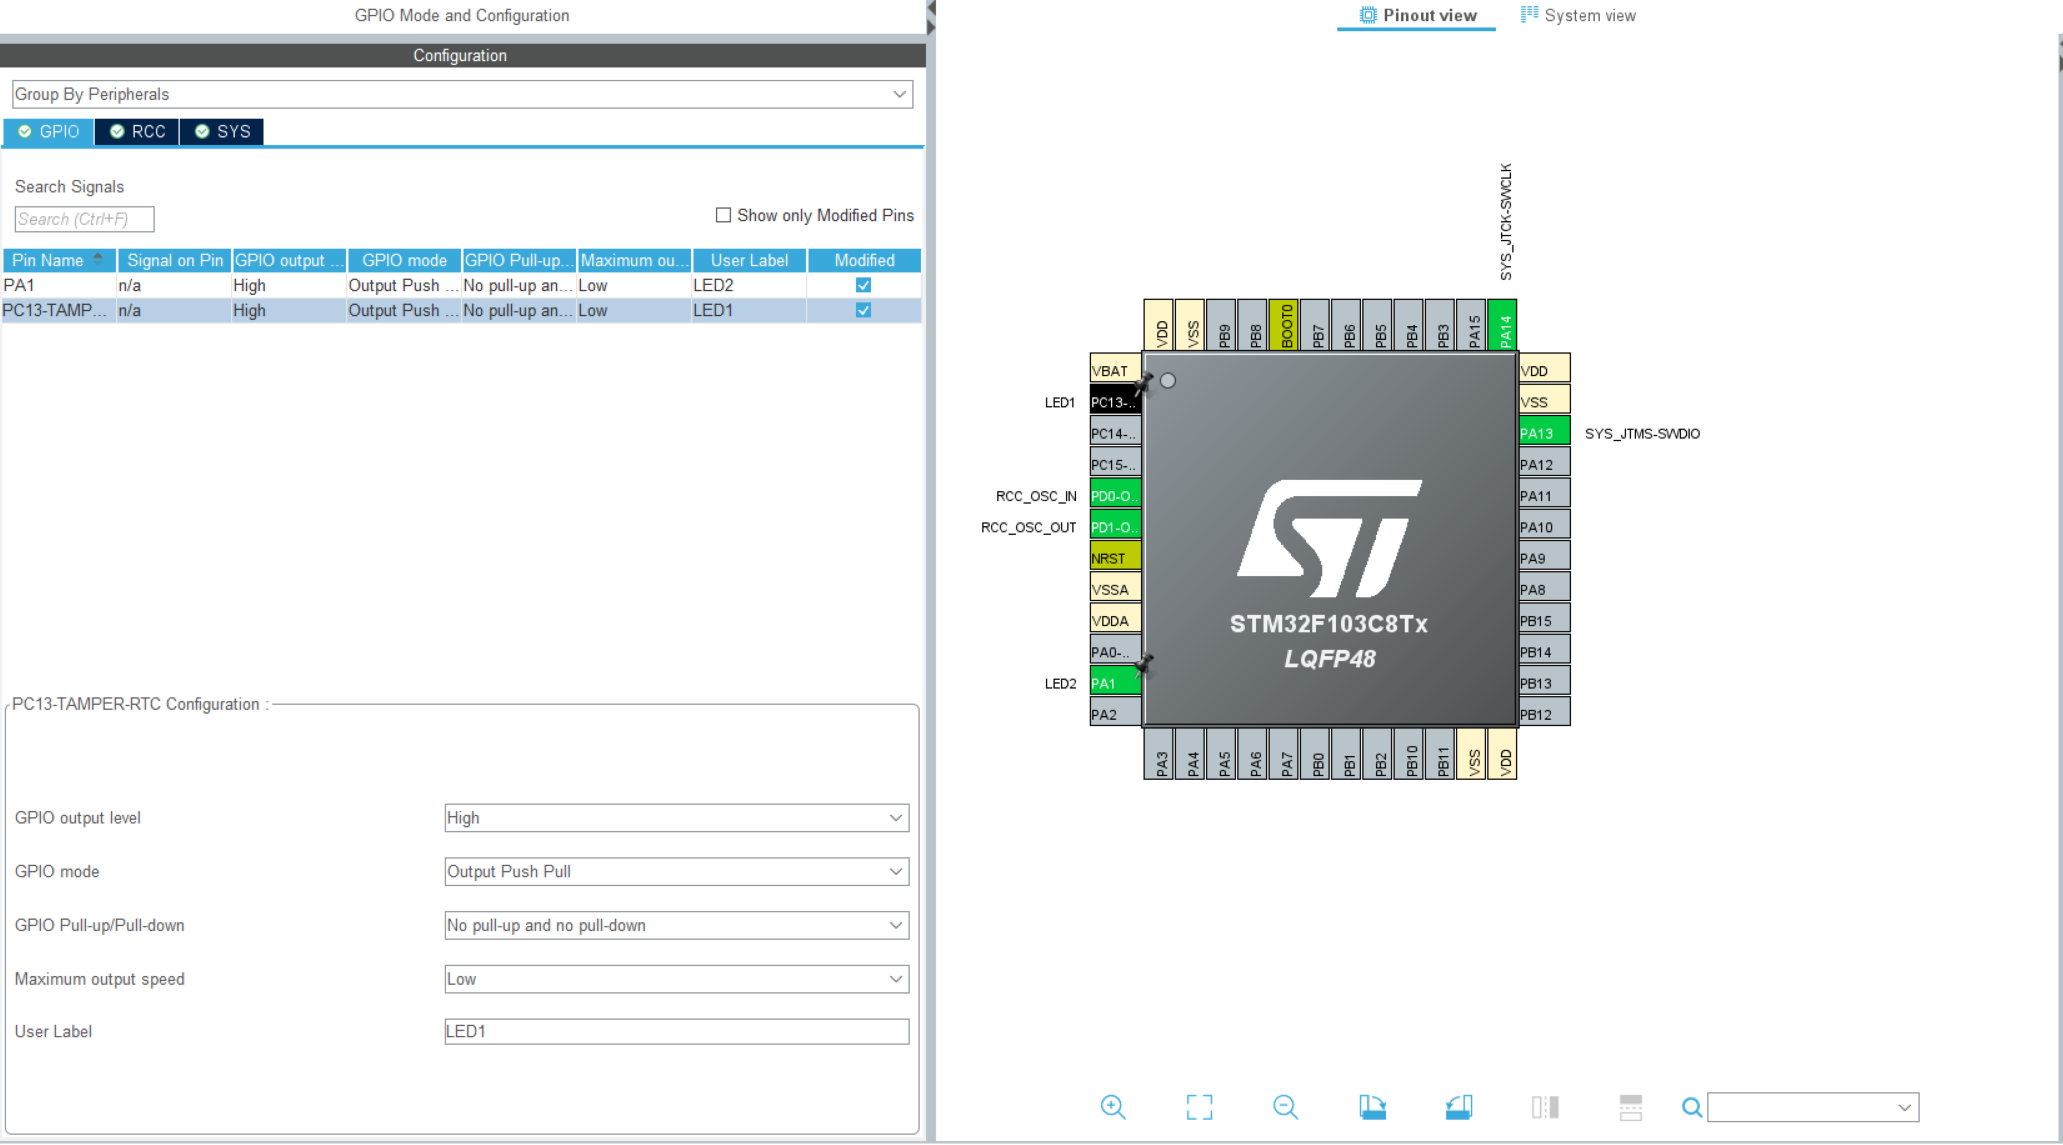 GPIO Mode and Configuration
Configuration
Group By Peripherals
GPIO RCC SYS
Search Signals
Search (Ctrl+F)
Show only Modified Pins
Pin Name Signal on Pin GPIO output ... GPIO mode GPIO Pull-up... Maximum ou... User Label Modified
PA1 n/a High Output Push ... No pull-up an... Low LED2
PC13-TAMP... n/a High Output Push ... No pull-up an... Low LED1
PC13-TAMPER-RTC Configuration :
GPIO output level High
GPIO mode Output Push Pull
GPIO Pull-up/Pull-down No pull-up and no pull-down
Maximum output speed Low
User Label LED1
Pinout view System view
SYS_JTCK-SWCLK
VDD VSS PB9 PB8 BOOT0 PB7 PB6 PB5 PB4 PB3 PA15 PA14
VBAT
LED1 PC13-..
PC14-..
PC15-..
RCC_OSC_IN PD0-O..
RCC_OSC_OUT PD1-O..
NRST
VSSA
VDDA
PA0-..
LED2 PA1
PA2
ST
STM32F103C8Tx
LQFP48
VDD
VSS
PA13 SYS_JTMS-SWDIO
PA12
PA11
PA10
PA9
PA8
PB15
PB14
PB13
PB12
PA3 PA4 PA5 PA6 PA7 PB0 PB1 PB2 PB10 PB11 VSS VDD